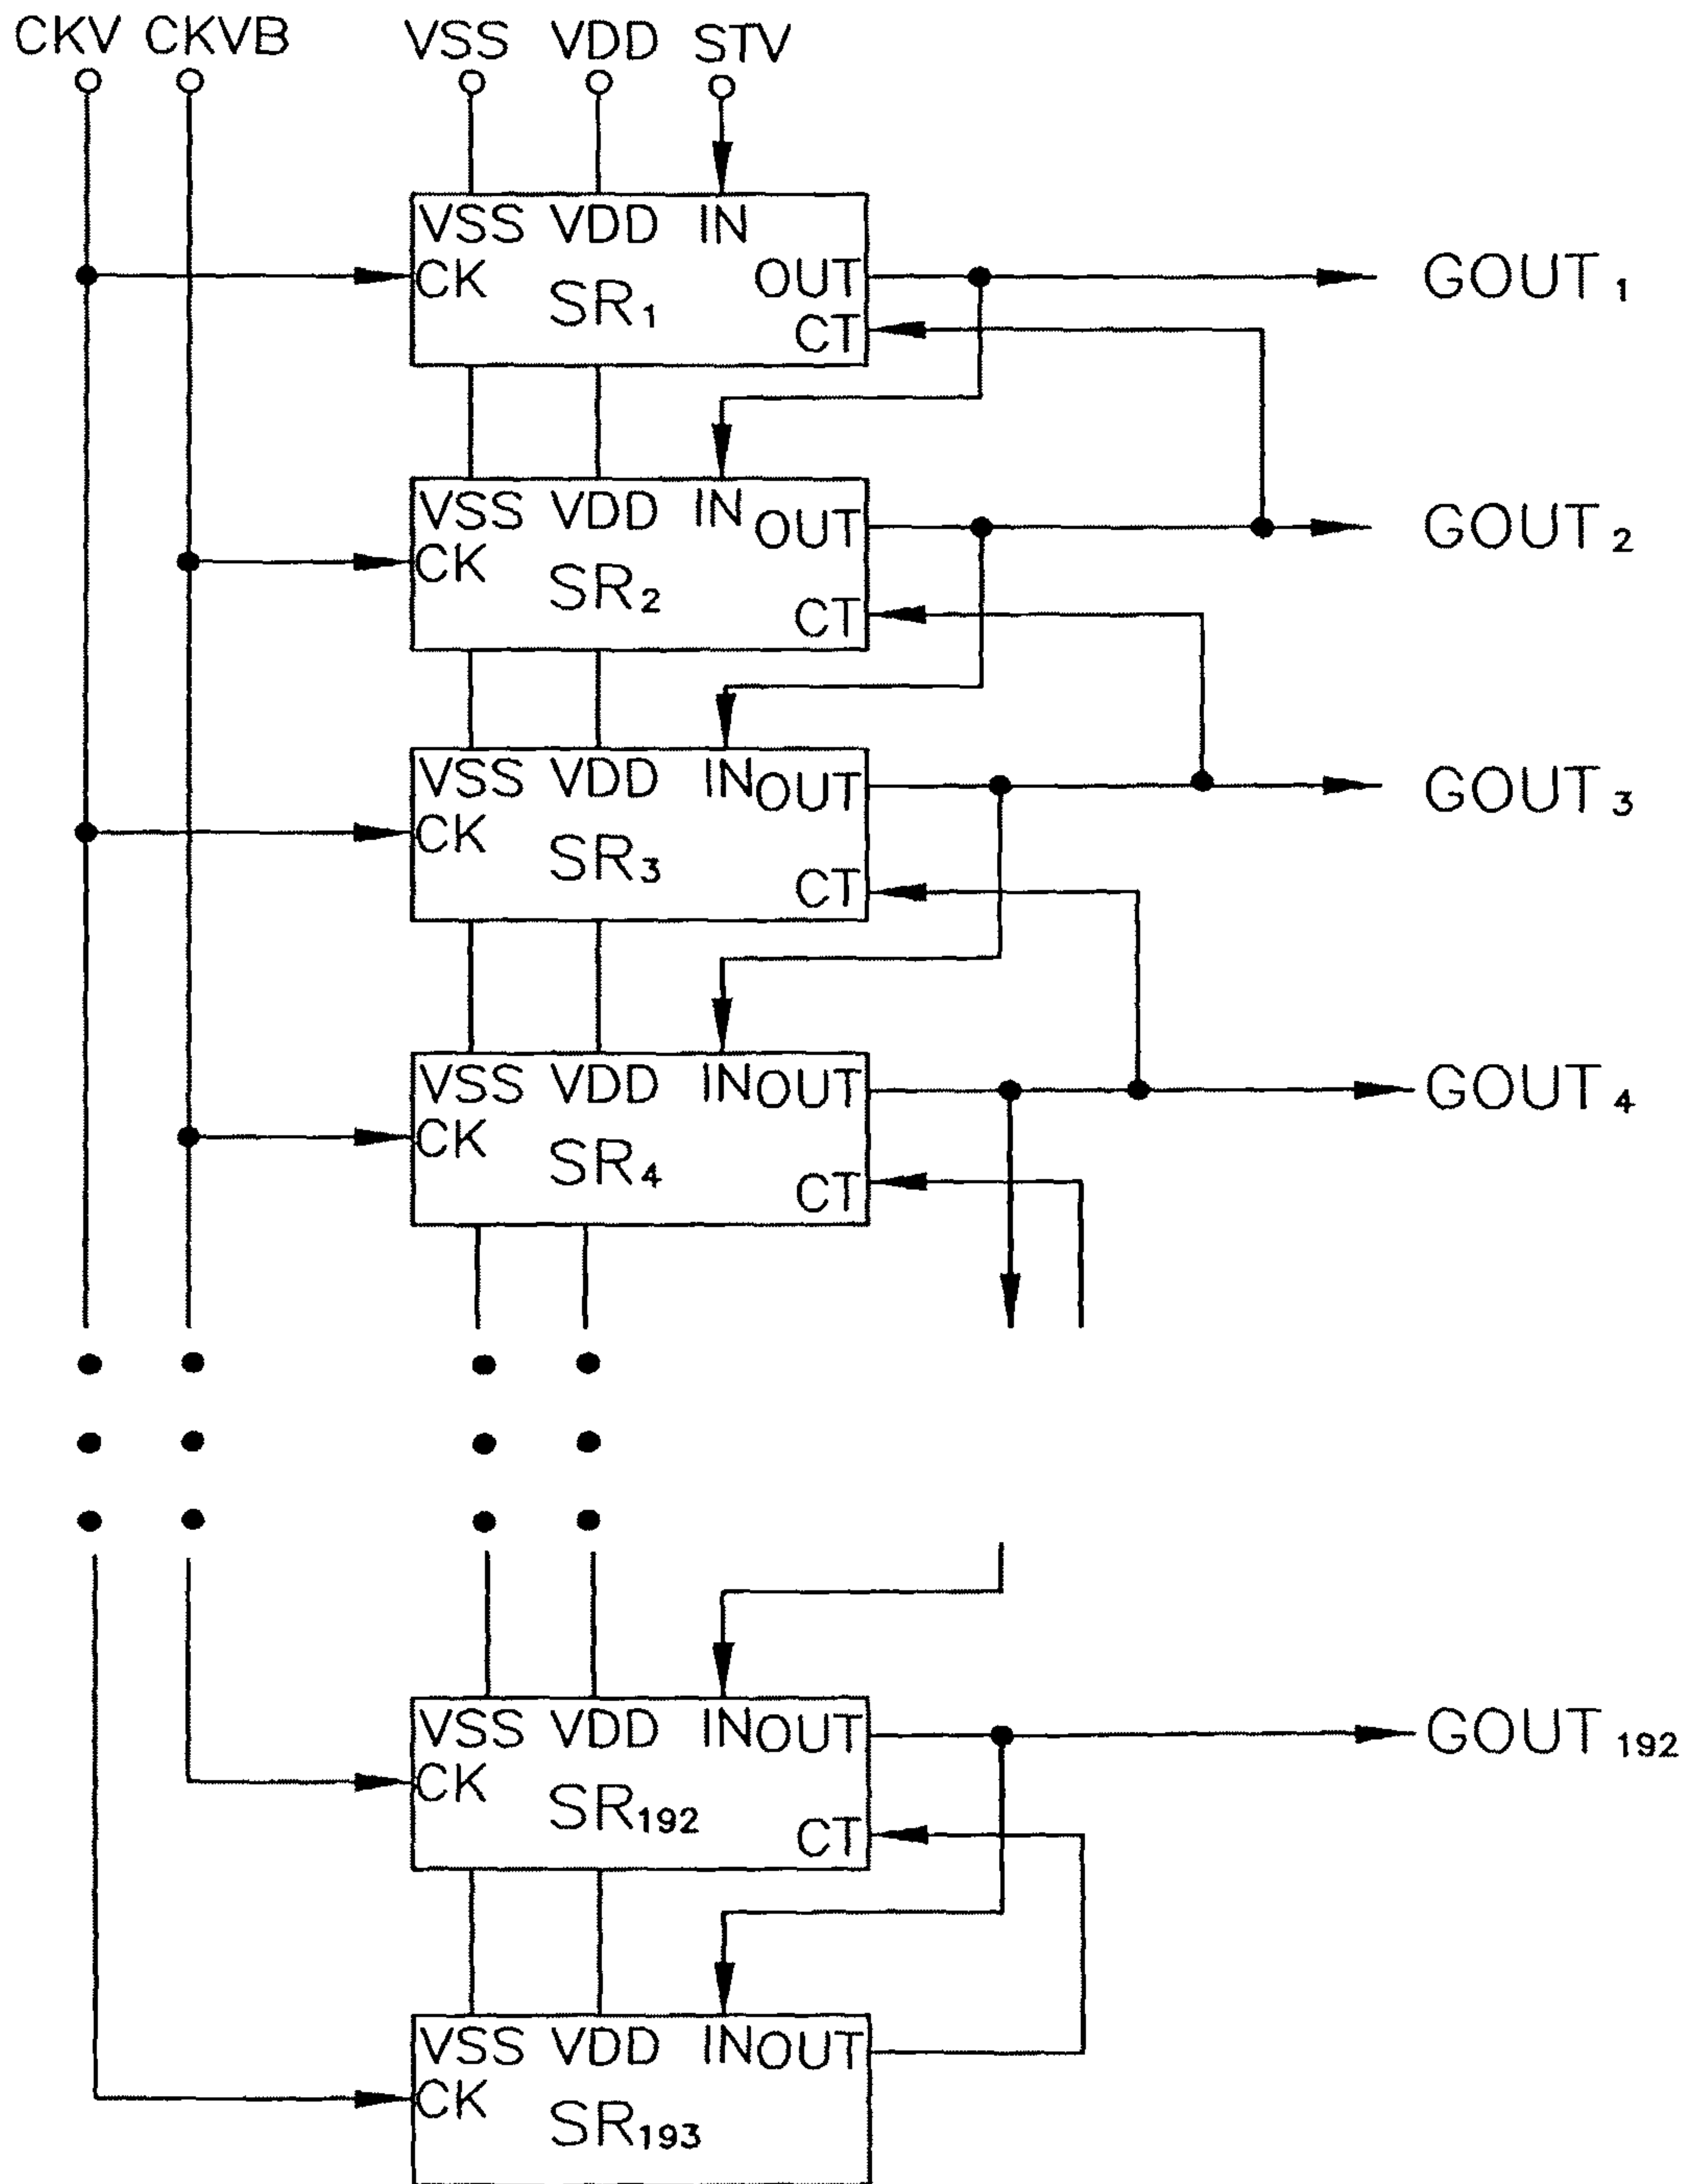 CKV CKVB VSS VDD STV
VSS VDD IN
CK SR1 OUT GOUT1
CT
VSS VDD IN OUT GOUT2
CK SR2
CT
VSS VDD IN OUT GOUT3
CK SR3
CT
VSS VDD IN OUT GOUT4
CK SR4
CT
VSS VDD IN OUT GOUT192
CK SR192
CT
VSS VDD IN OUT
CK SR193